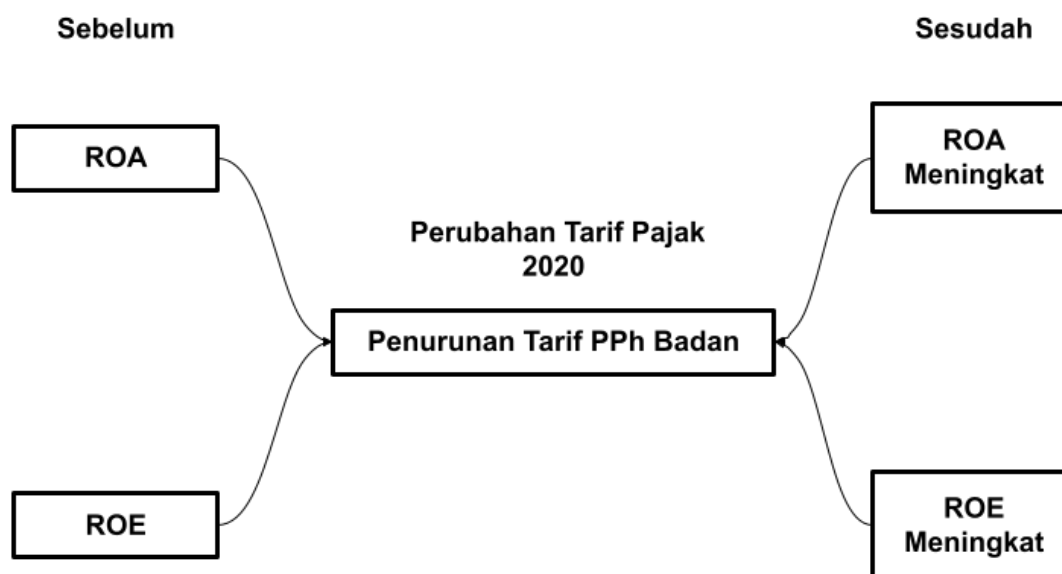 Sebelum
Sesudah
ROA
ROA
Meningkat
Perubahan Tarif Pajak
2020
Penurunan Tarif PPh Badan
ROE
ROE
Meningkat